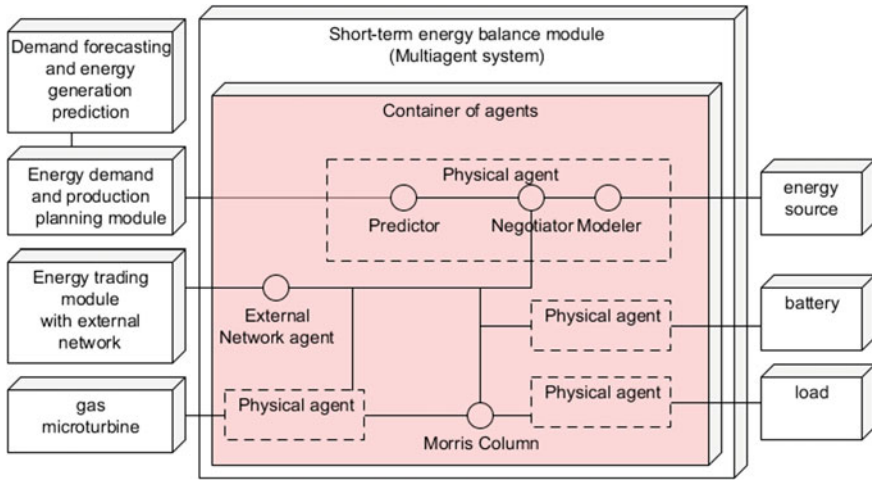 Demand forecasting
and energy
generation
prediction
Short-term energy balance module
(Multiagent system)
Container of agents
Energy demand
and production
planning module
Physical agent
Predictor
Negotiator
Modeler
energy
source
Energy trading
module
with external
network
External
Network agent
Physical agent
battery
gas
microturbine
Physical agent
Morris Column
Physical agent
load